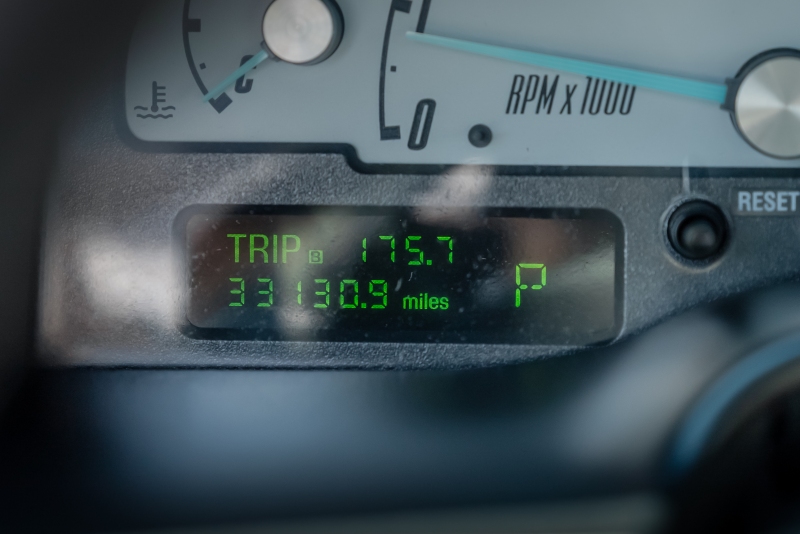 C
0
RPM x 1000
RESET
TRIP B 175.7
33130.9 miles
P